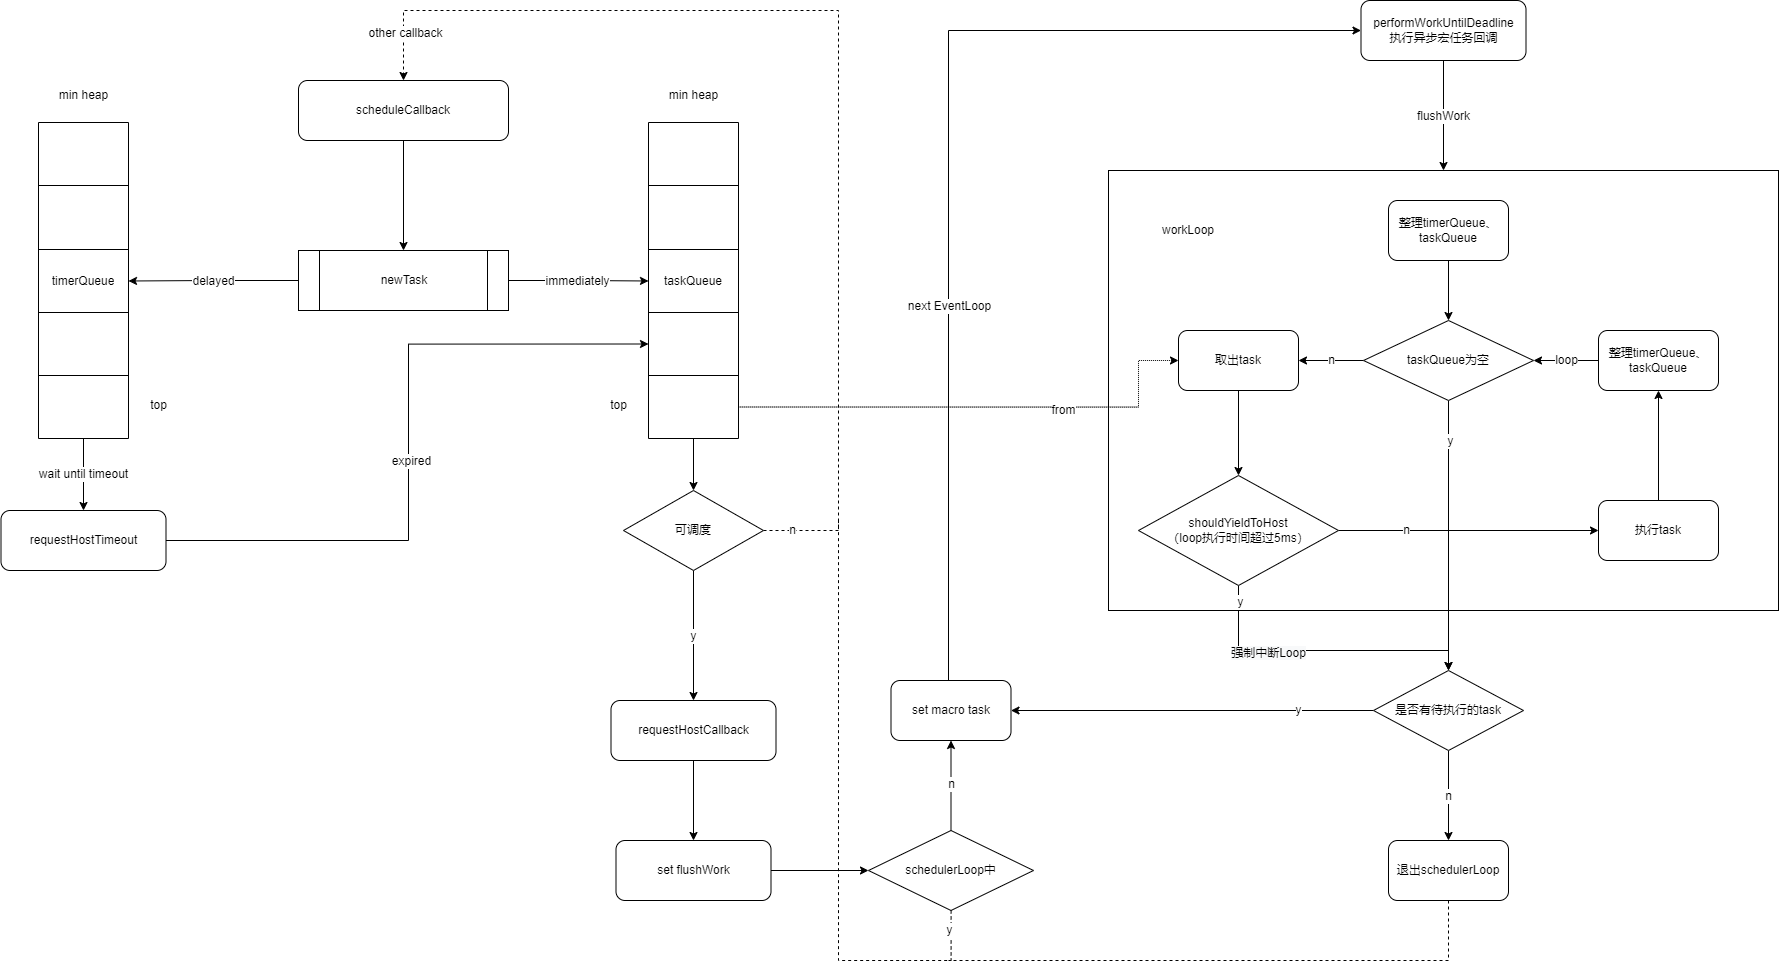 other callback
scheduleCallback
min heap
min heap
timerQueue
delayed
newTask
immediately
taskQueue
top
top
wait until timeout
requestHostTimeout
expired
可调度
n
y
requestHostCallback
set flushWork
schedulerLoop中
n
y
set macro task
next EventLoop
performWorkUntilDeadline
执行异步宏任务回调
flushWork
workLoop
整理timerQueue、
taskQueue
taskQueue为空
n
取出task
from
loop
整理timerQueue、
taskQueue
y
shouldYieldToHost
（loop执行时间超过5ms）
n
执行task
y
强制中断Loop
是否有待执行的task
y
n
退出schedulerLoop